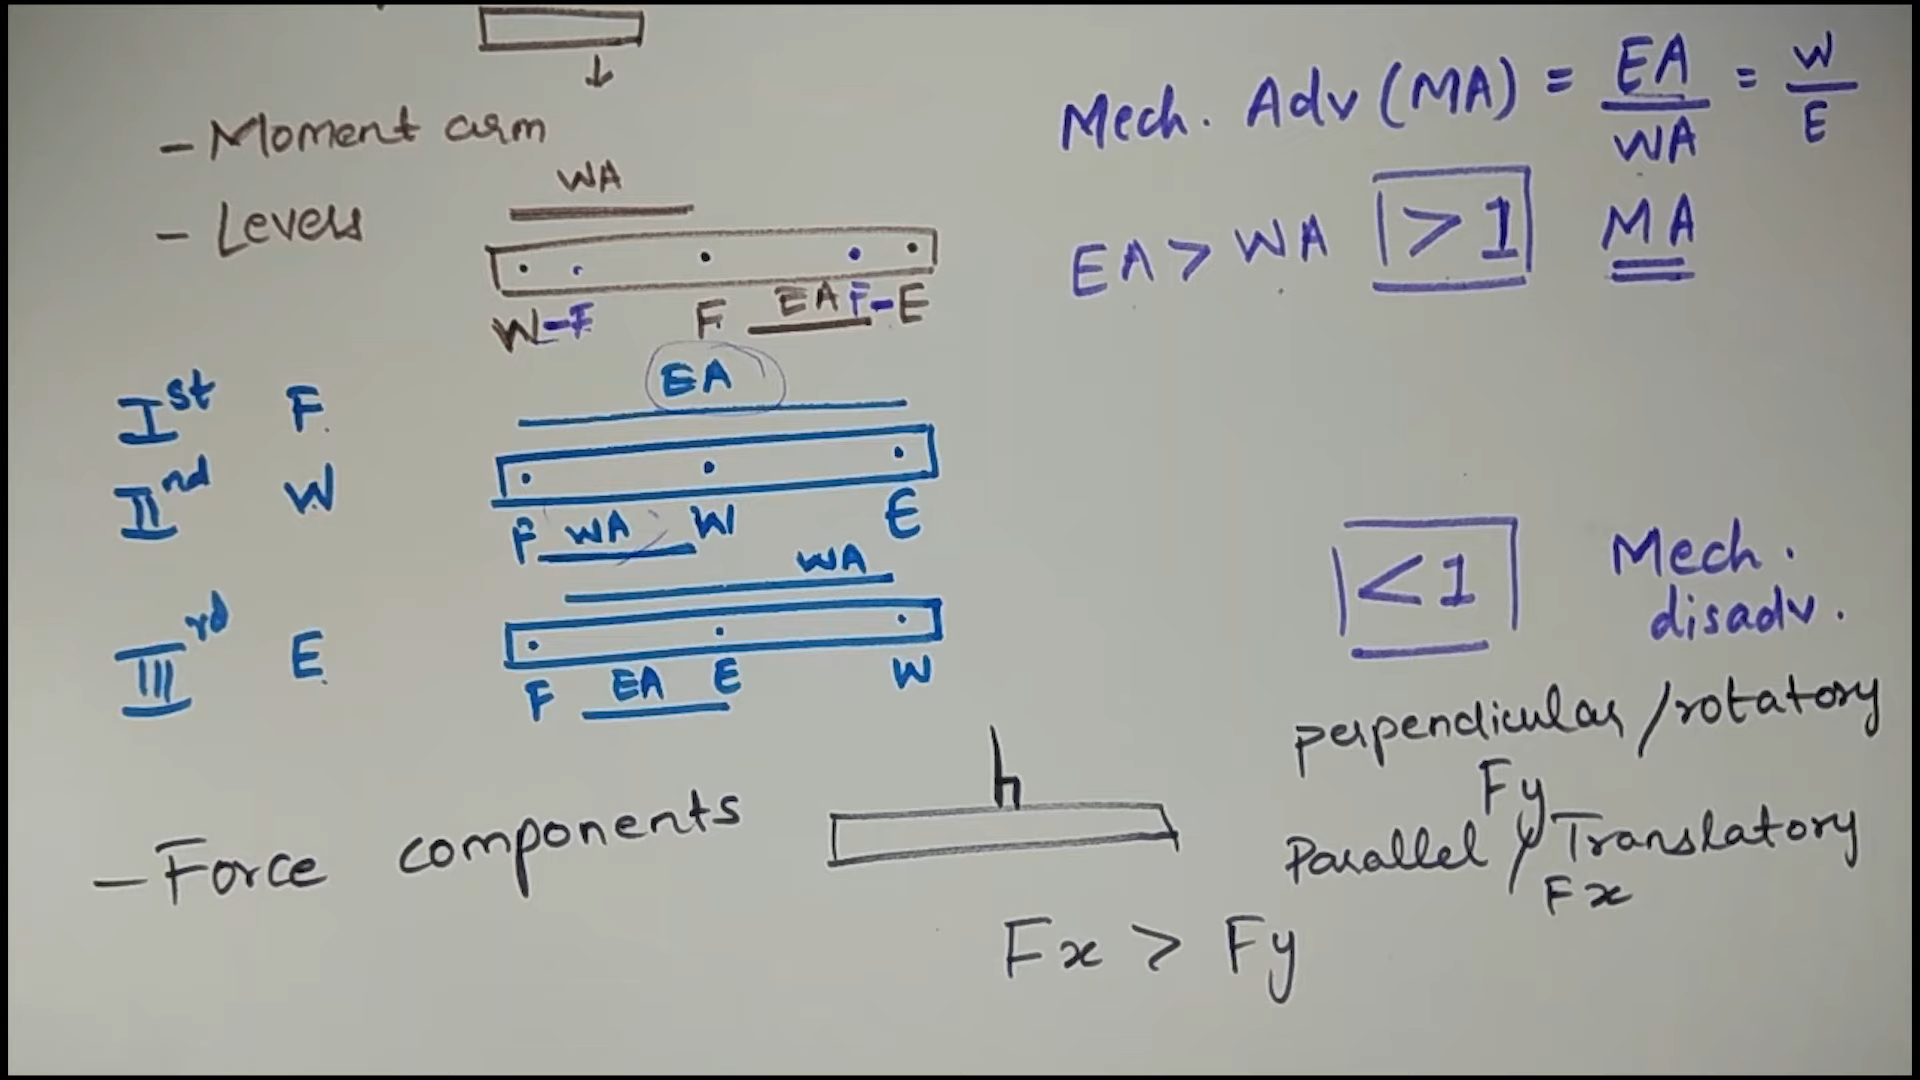 - Moment arm
WA
- Levers
W-F F EA F-E
Mech. Adv (MA) = EA/WA = W/E
EA > WA >1 MA
Ist F
EA
IInd W
F WA W E
WA
IIIrd E
F EA E W
<1 Mech. disadv.
- Force components
perpendicular/rotatory
Fy
Parallel / Translatory
Fx
Fx > Fy